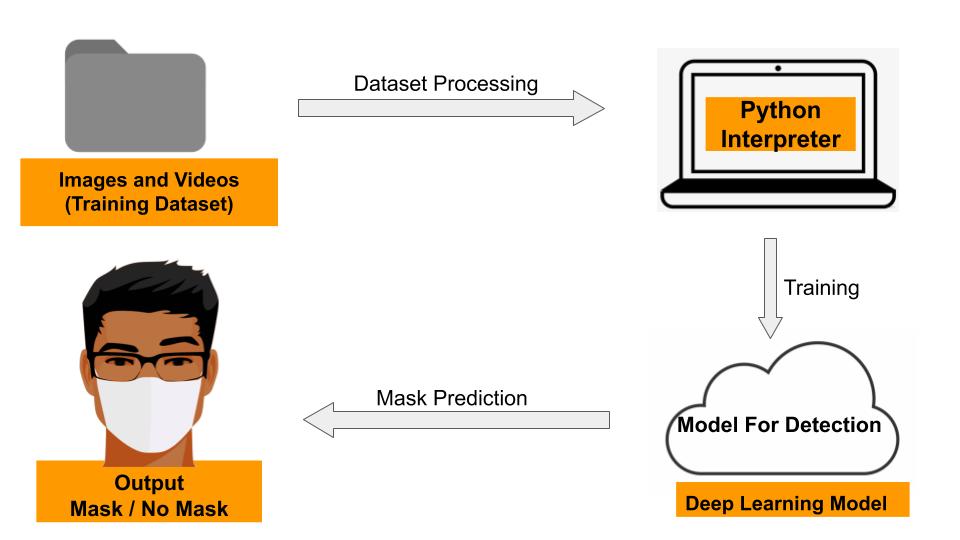 Dataset Processing
Python
Interpreter
Images and Videos
(Training Dataset)
Training
Mask Prediction
Model For Detection
Deep Learning Model
Output
Mask / No Mask